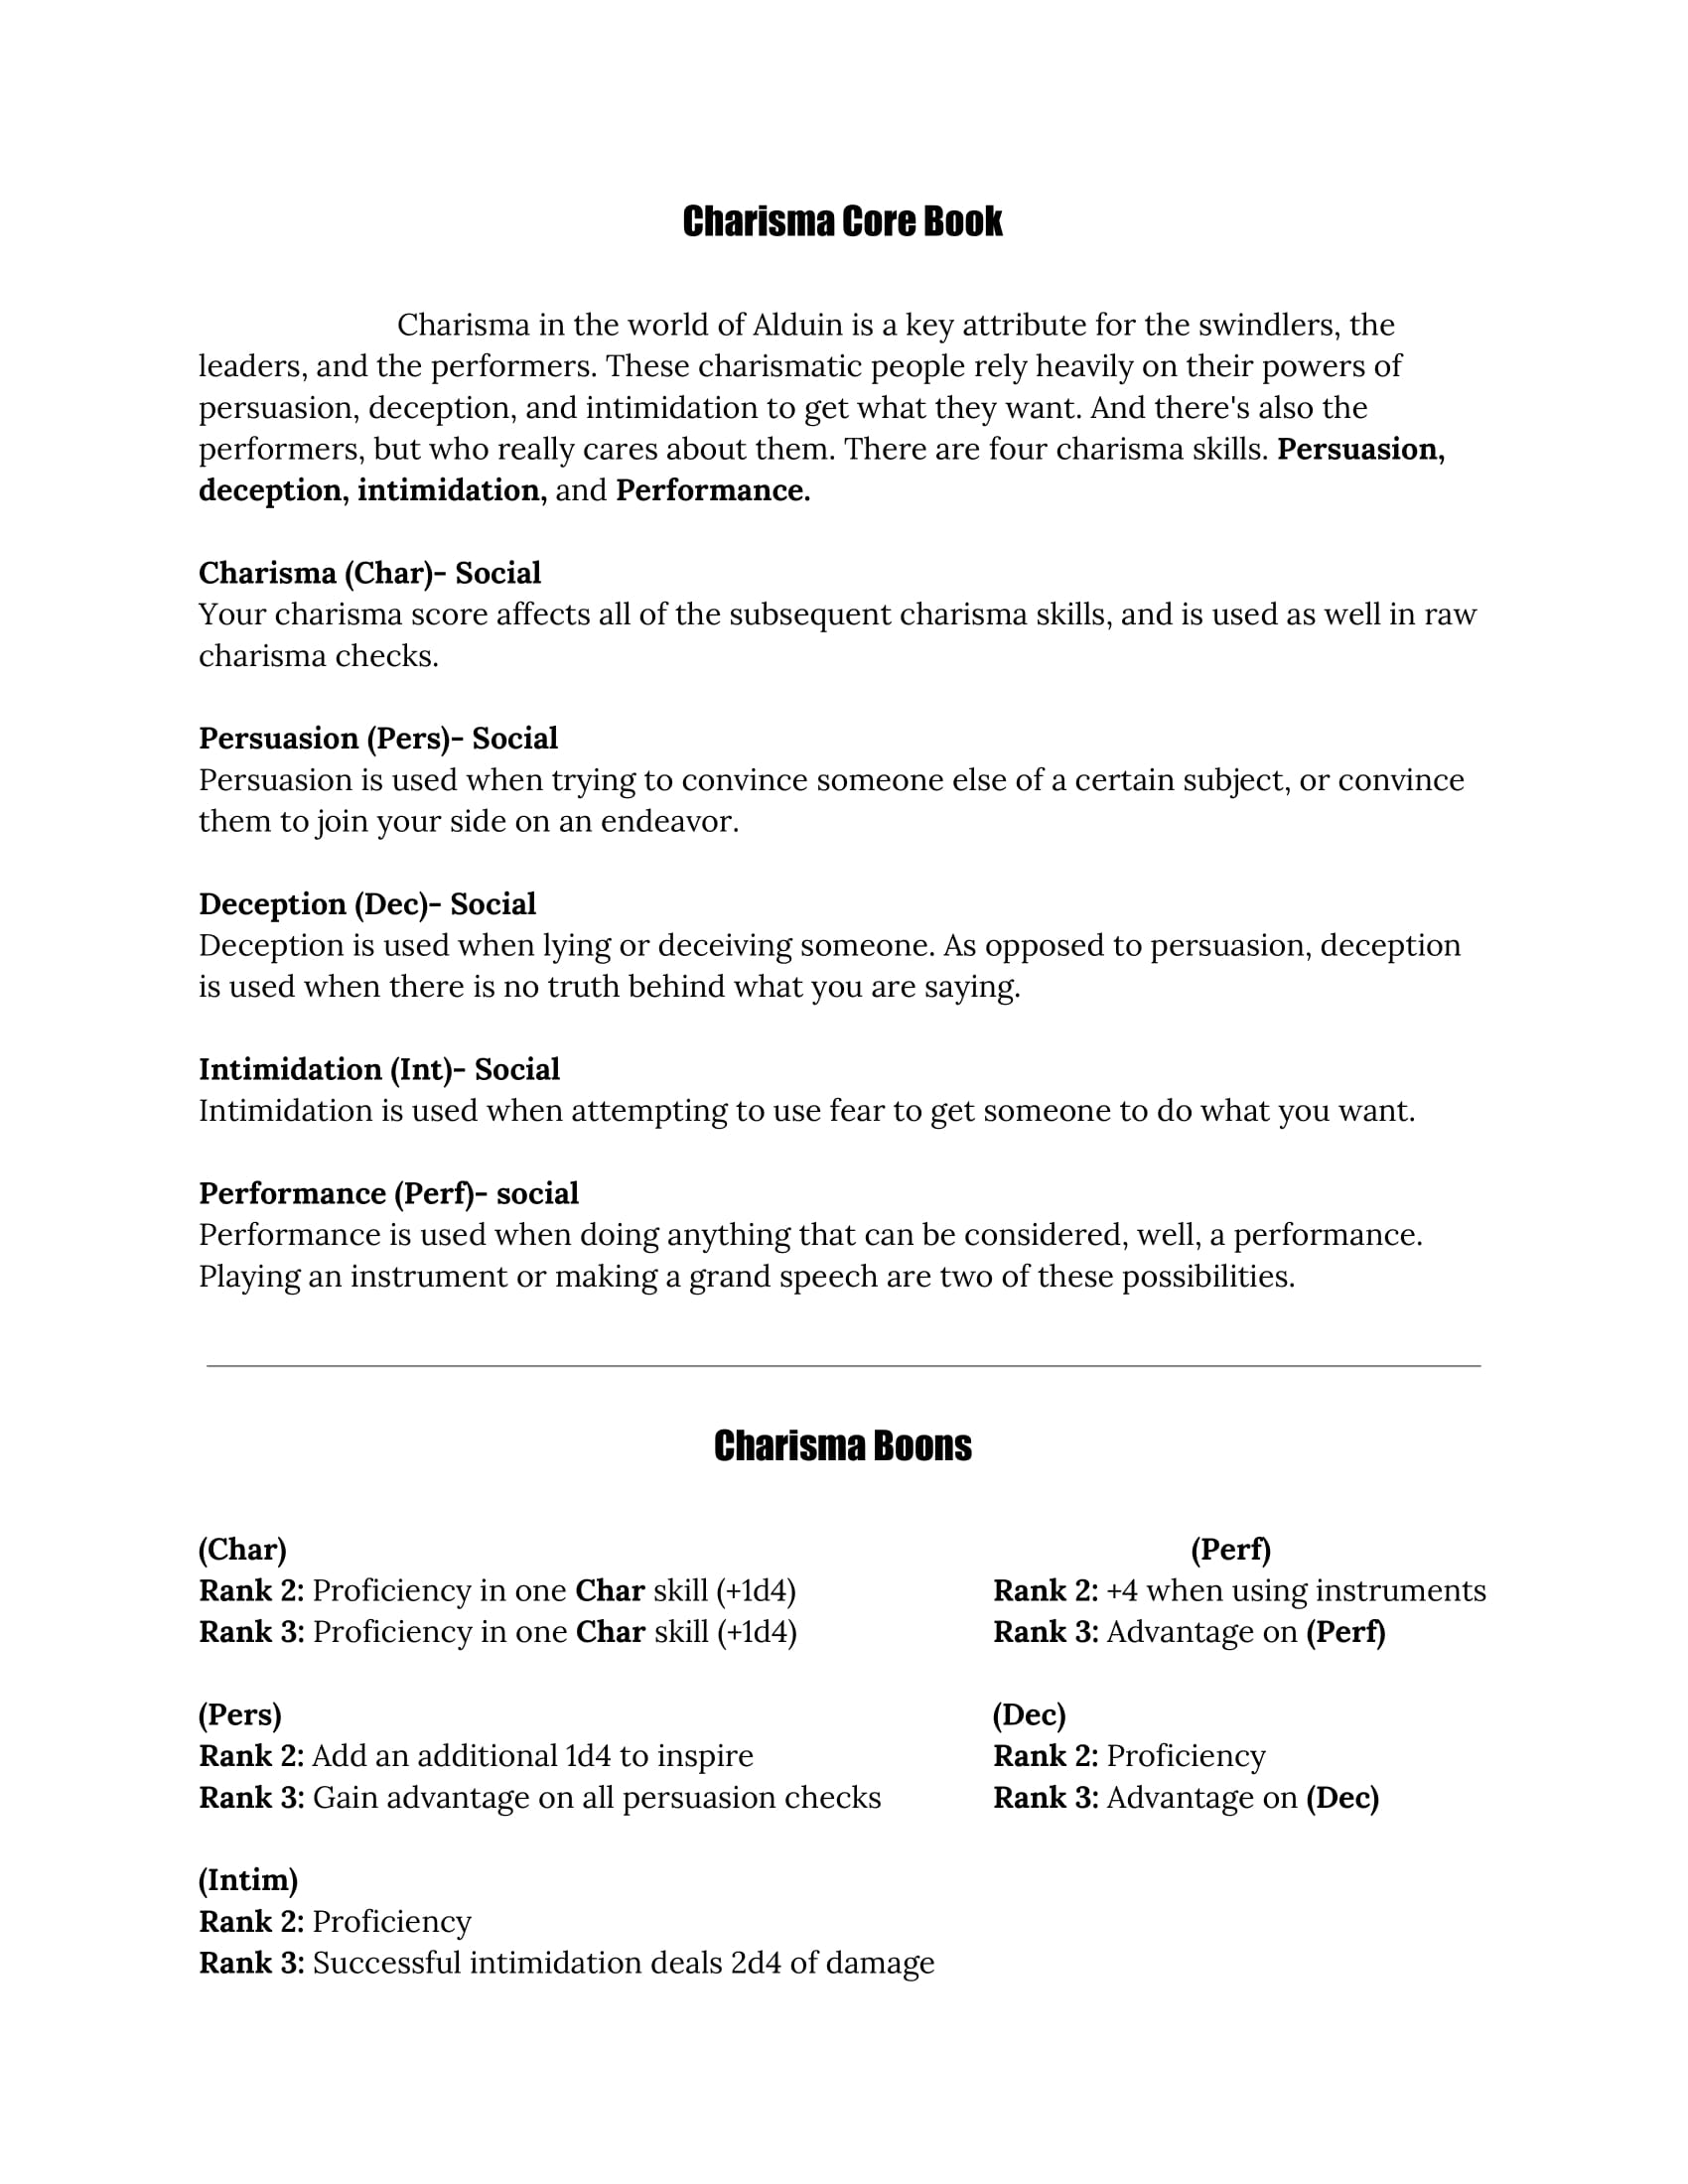 Charisma Core Book
Charisma in the world of Alduin is a key attribute for the swindlers, the
leaders, and the performers. These charismatic people rely heavily on their powers of
persuasion, deception, and intimidation to get what they want. And there's also the
performers, but who really cares about them. There are four charisma skills. Persuasion,
deception, intimidation, and Performance.
Charisma (Char)- Social
Your charisma score affects all of the subsequent charisma skills, and is used as well in raw
charisma checks.
Persuasion (Pers)- Social
Persuasion is used when trying to convince someone else of a certain subject, or convince
them to join your side on an endeavor.
Deception (Dec)- Social
Deception is used when lying or deceiving someone. As opposed to persuasion, deception
is used when there is no truth behind what you are saying.
Intimidation (Int)- Social
Intimidation is used when attempting to use fear to get someone to do what you want.
Performance (Perf)- social
Performance is used when doing anything that can be considered, well, a performance.
Playing an instrument or making a grand speech are two of these possibilities.
Charisma Boons
(Char) (Perf)
Rank 2: Proficiency in one Char skill (+1d4) Rank 2: +4 when using instruments
Rank 3: Proficiency in one Char skill (+1d4) Rank 3: Advantage on (Perf)
(Pers) (Dec)
Rank 2: Add an additional 1d4 to inspire Rank 2: Proficiency
Rank 3: Gain advantage on all persuasion checks Rank 3: Advantage on (Dec)
(Intim)
Rank 2: Proficiency
Rank 3: Successful intimidation deals 2d4 of damage